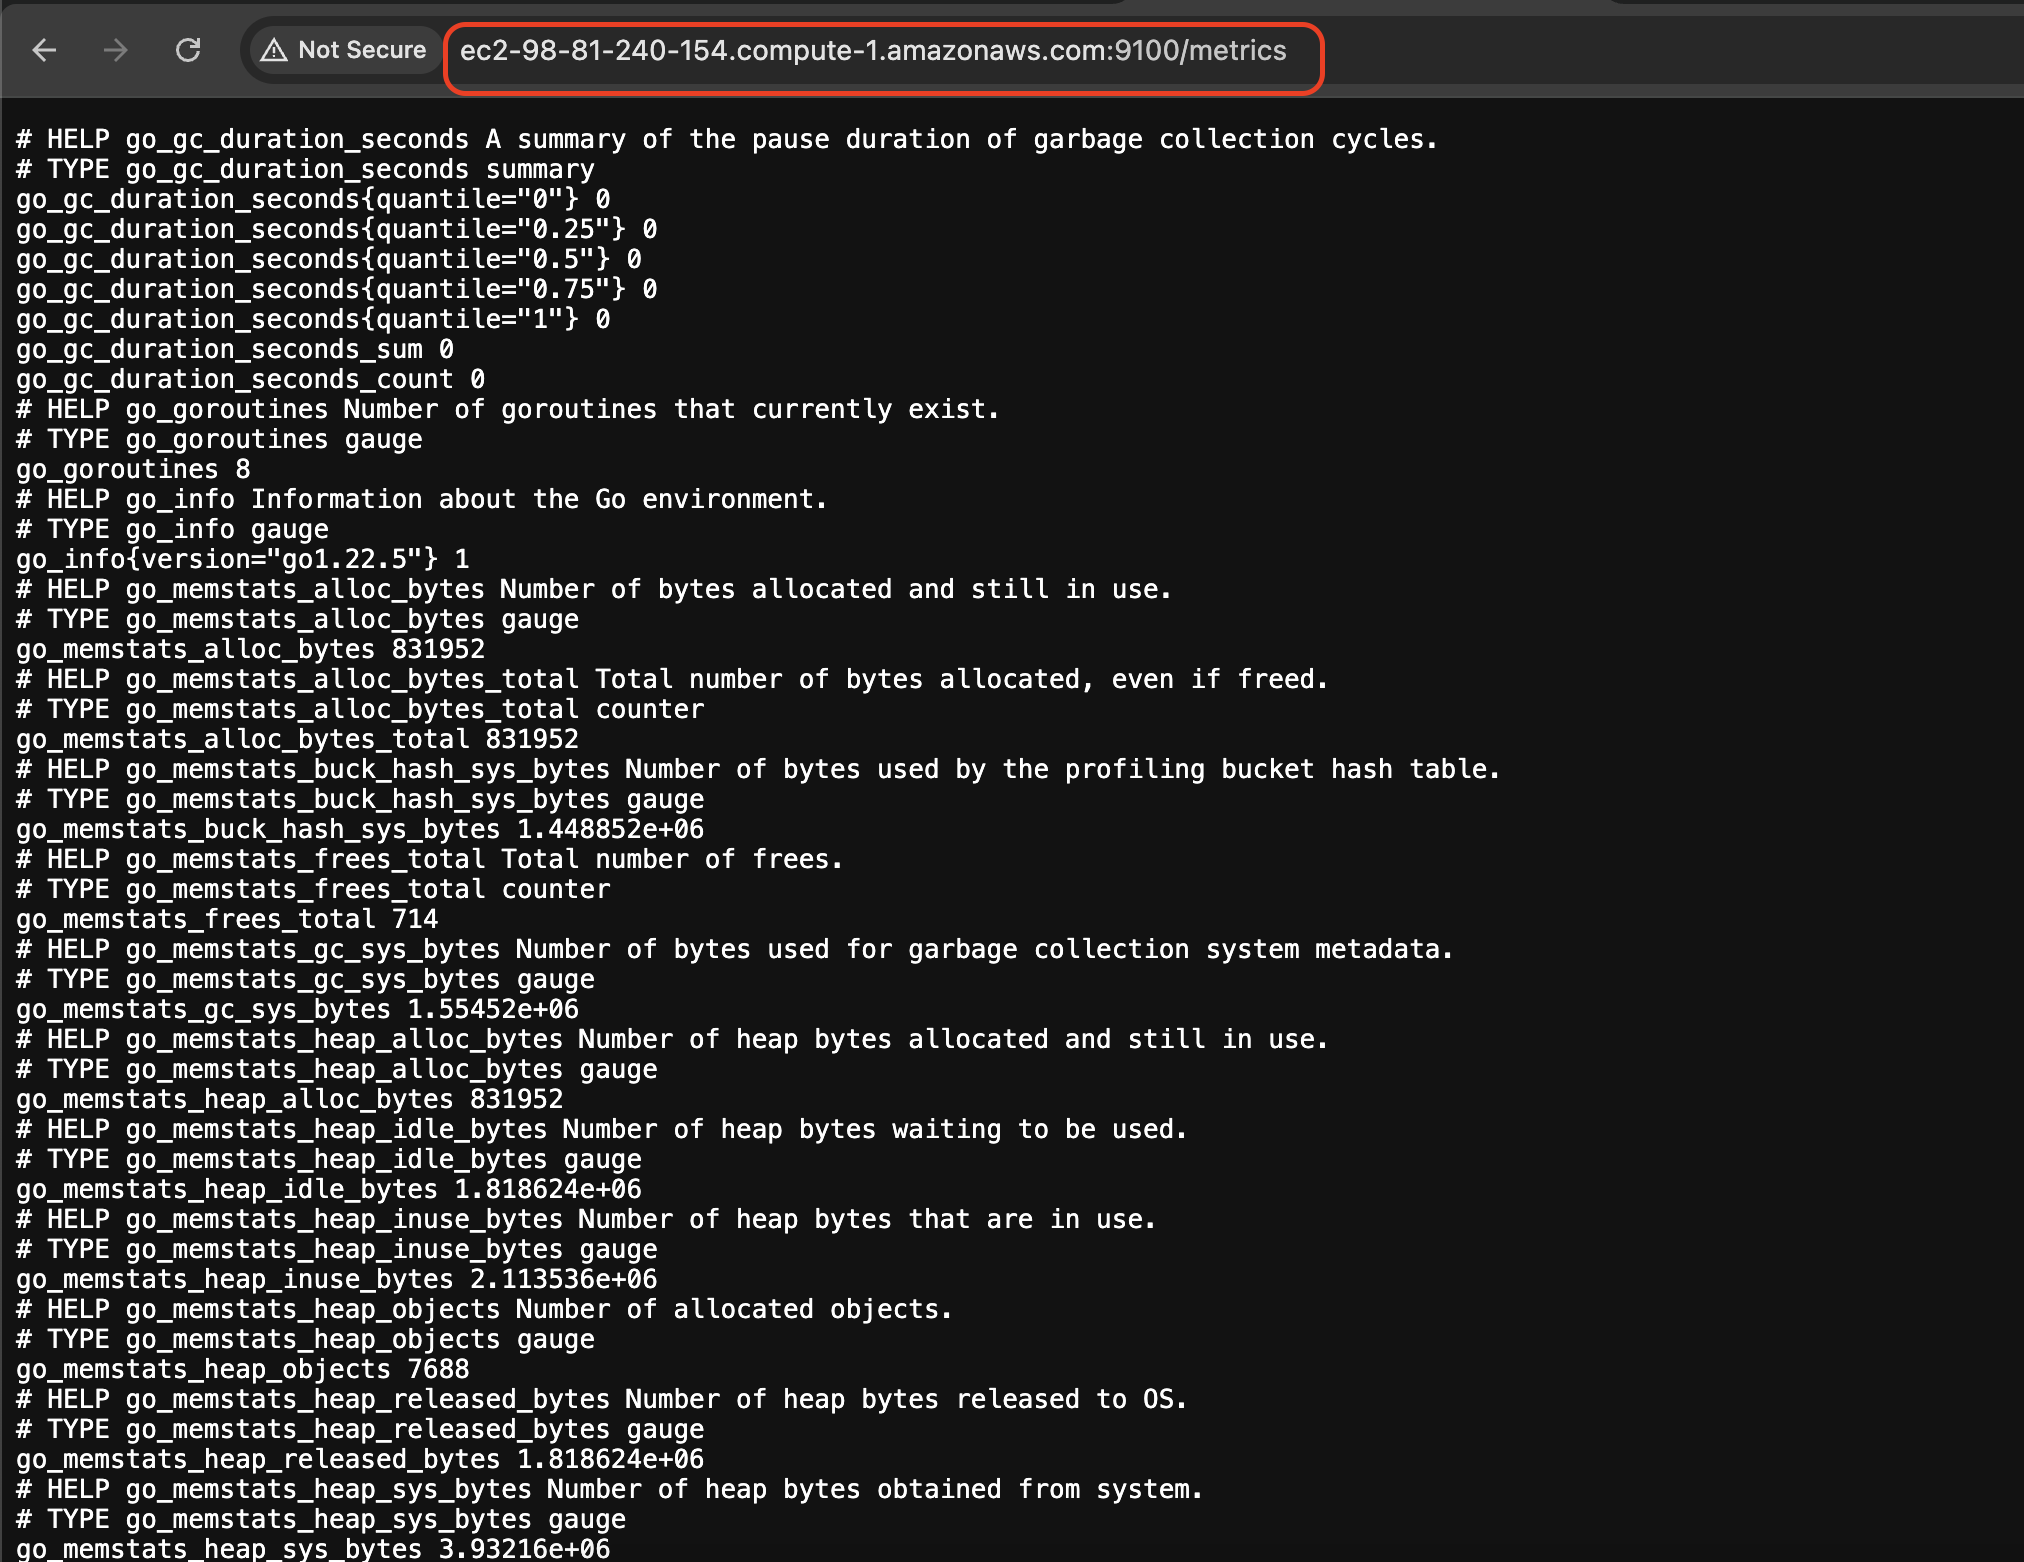 Not Secure ec2-98-81-240-154.compute-1.amazonaws.com:9100/metrics
# HELP go_gc_duration_seconds A summary of the pause duration of garbage collection cycles.
# TYPE go_gc_duration_seconds summary
go_gc_duration_seconds{quantile="0"} 0
go_gc_duration_seconds{quantile="0.25"} 0
go_gc_duration_seconds{quantile="0.5"} 0
go_gc_duration_seconds{quantile="0.75"} 0
go_gc_duration_seconds{quantile="1"} 0
go_gc_duration_seconds_sum 0
go_gc_duration_seconds_count 0
# HELP go_goroutines Number of goroutines that currently exist.
# TYPE go_goroutines gauge
go_goroutines 8
# HELP go_info Information about the Go environment.
# TYPE go_info gauge
go_info{version="go1.22.5"} 1
# HELP go_memstats_alloc_bytes Number of bytes allocated and still in use.
# TYPE go_memstats_alloc_bytes gauge
go_memstats_alloc_bytes 831952
# HELP go_memstats_alloc_bytes_total Total number of bytes allocated, even if freed.
# TYPE go_memstats_alloc_bytes_total counter
go_memstats_alloc_bytes_total 831952
# HELP go_memstats_buck_hash_sys_bytes Number of bytes used by the profiling bucket hash table.
# TYPE go_memstats_buck_hash_sys_bytes gauge
go_memstats_buck_hash_sys_bytes 1.448852e+06
# HELP go_memstats_frees_total Total number of frees.
# TYPE go_memstats_frees_total counter
go_memstats_frees_total 714
# HELP go_memstats_gc_sys_bytes Number of bytes used for garbage collection system metadata.
# TYPE go_memstats_gc_sys_bytes gauge
go_memstats_gc_sys_bytes 1.55452e+06
# HELP go_memstats_heap_alloc_bytes Number of heap bytes allocated and still in use.
# TYPE go_memstats_heap_alloc_bytes gauge
go_memstats_heap_alloc_bytes 831952
# HELP go_memstats_heap_idle_bytes Number of heap bytes waiting to be used.
# TYPE go_memstats_heap_idle_bytes gauge
go_memstats_heap_idle_bytes 1.818624e+06
# HELP go_memstats_heap_inuse_bytes Number of heap bytes that are in use.
# TYPE go_memstats_heap_inuse_bytes gauge
go_memstats_heap_inuse_bytes 2.113536e+06
# HELP go_memstats_heap_objects Number of allocated objects.
# TYPE go_memstats_heap_objects gauge
go_memstats_heap_objects 7688
# HELP go_memstats_heap_released_bytes Number of heap bytes released to OS.
# TYPE go_memstats_heap_released_bytes gauge
go_memstats_heap_released_bytes 1.818624e+06
# HELP go_memstats_heap_sys_bytes Number of heap bytes obtained from system.
# TYPE go_memstats_heap_sys_bytes gauge
go_memstats_heap_sys_bytes 3.93216e+06